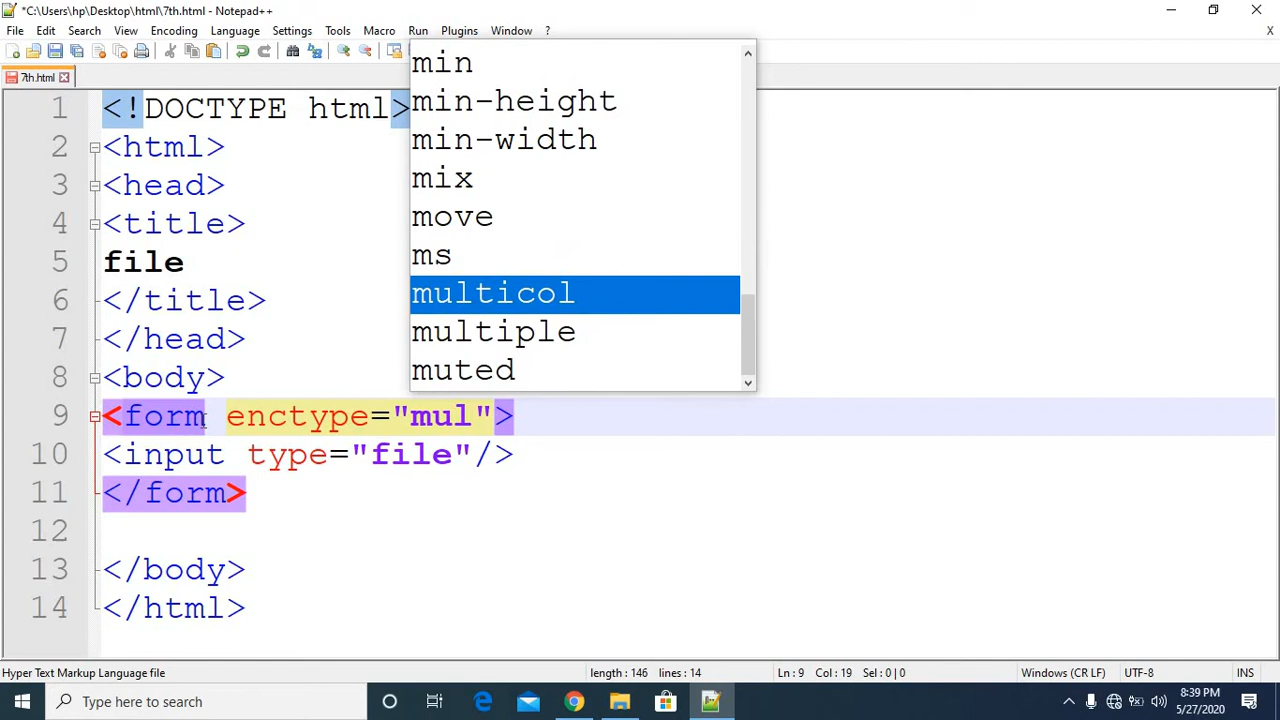 *C:\Users\hp\Desktop\html\7th.html - Notepad++
File Edit Search View Encoding Language Settings Tools Macro Run Plugins Window ? X
7th.html
1 <!DOCTYPE html>
2 <html>
3 <head>
4 <title>
5 file
6 </title>
7 </head>
8 <body>
9 <form enctype="mul">
10 <input type="file"/>
11 </form>
12
13 </body>
14 </html>
min
min-height
min-width
mix
move
ms
multicol
multiple
muted
Hyper Text Markup Language file length : 146 lines : 14 Ln : 9 Col : 19 Sel : 0 | 0 Windows (CR LF) UTF-8 INS
Type here to search
8:39 PM
5/27/2020